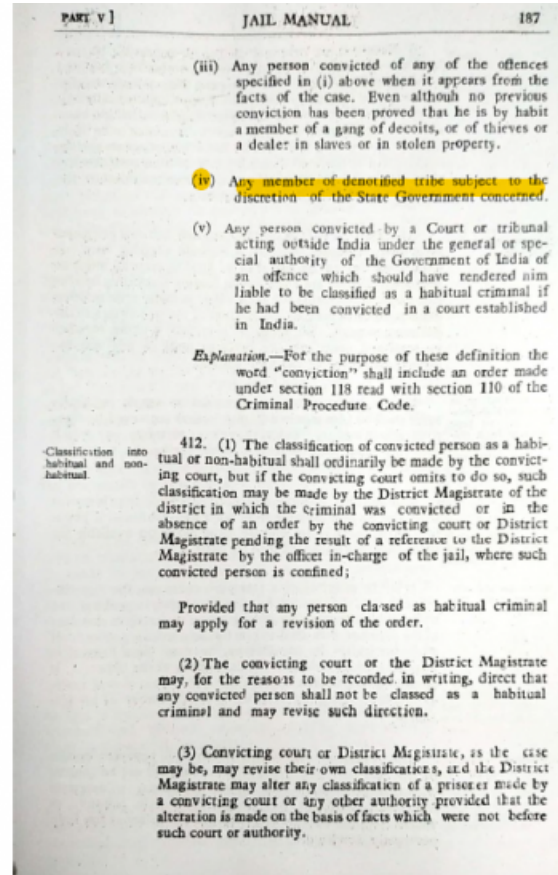 PART V ]
JAIL MANUAL
187
(iii) Any person convicted of any of the offences
specified in (i) above when it appears from the
facts of the case. Even although no previous
conviction has been proved that he is by habit
a member of a gang of decoits, or of thieves or
a dealer in slaves or in stolen property.
(iv) Any member of denotified tribe subject to the
discretion of the State Government concerned.
(v) Any person convicted by a Court or tribunal
acting outside India under the general or spe-
cial authority of the Government of India of
an offence which should have rendered him
liable to be classified as a habitual criminal if
he had been convicted in a court established
in India.
Explanation.—For the purpose of these definition the
word "conviction" shall include an order made
under section 118 read with section 110 of the
Criminal Procedure Code.
Classification into
habitual and non-
habitual.
412. (1) The classification of convicted person as a habi-
tual or non-habitual shall ordinarily be made by the convict-
ing court, but if the convicting court omits to do so, such
classification may be made by the District Magistrate of the
district in which the criminal was convicted or in the
absence of an order by the convicting court or District
Magistrate pending the result of a reference to the District
Magistrate by the officer in-charge of the jail, where such
convicted person is confined;
Provided that any person classed as habitual criminal
may apply for a revision of the order.
(2) The convicting court or the District Magistrate
may, for the reasons to be recorded in writing, direct that
any convicted person shall not be classed as a habitual
criminal and may revise such direction.
(3) Convicting court or District Magistrate, as the case
may be, may revise their own classifications, and the District
Magistrate may alter any classification of a prisoner made by
a convicting court or any other authority provided that the
alteration is made on the basis of facts which were not before
such court or authority.